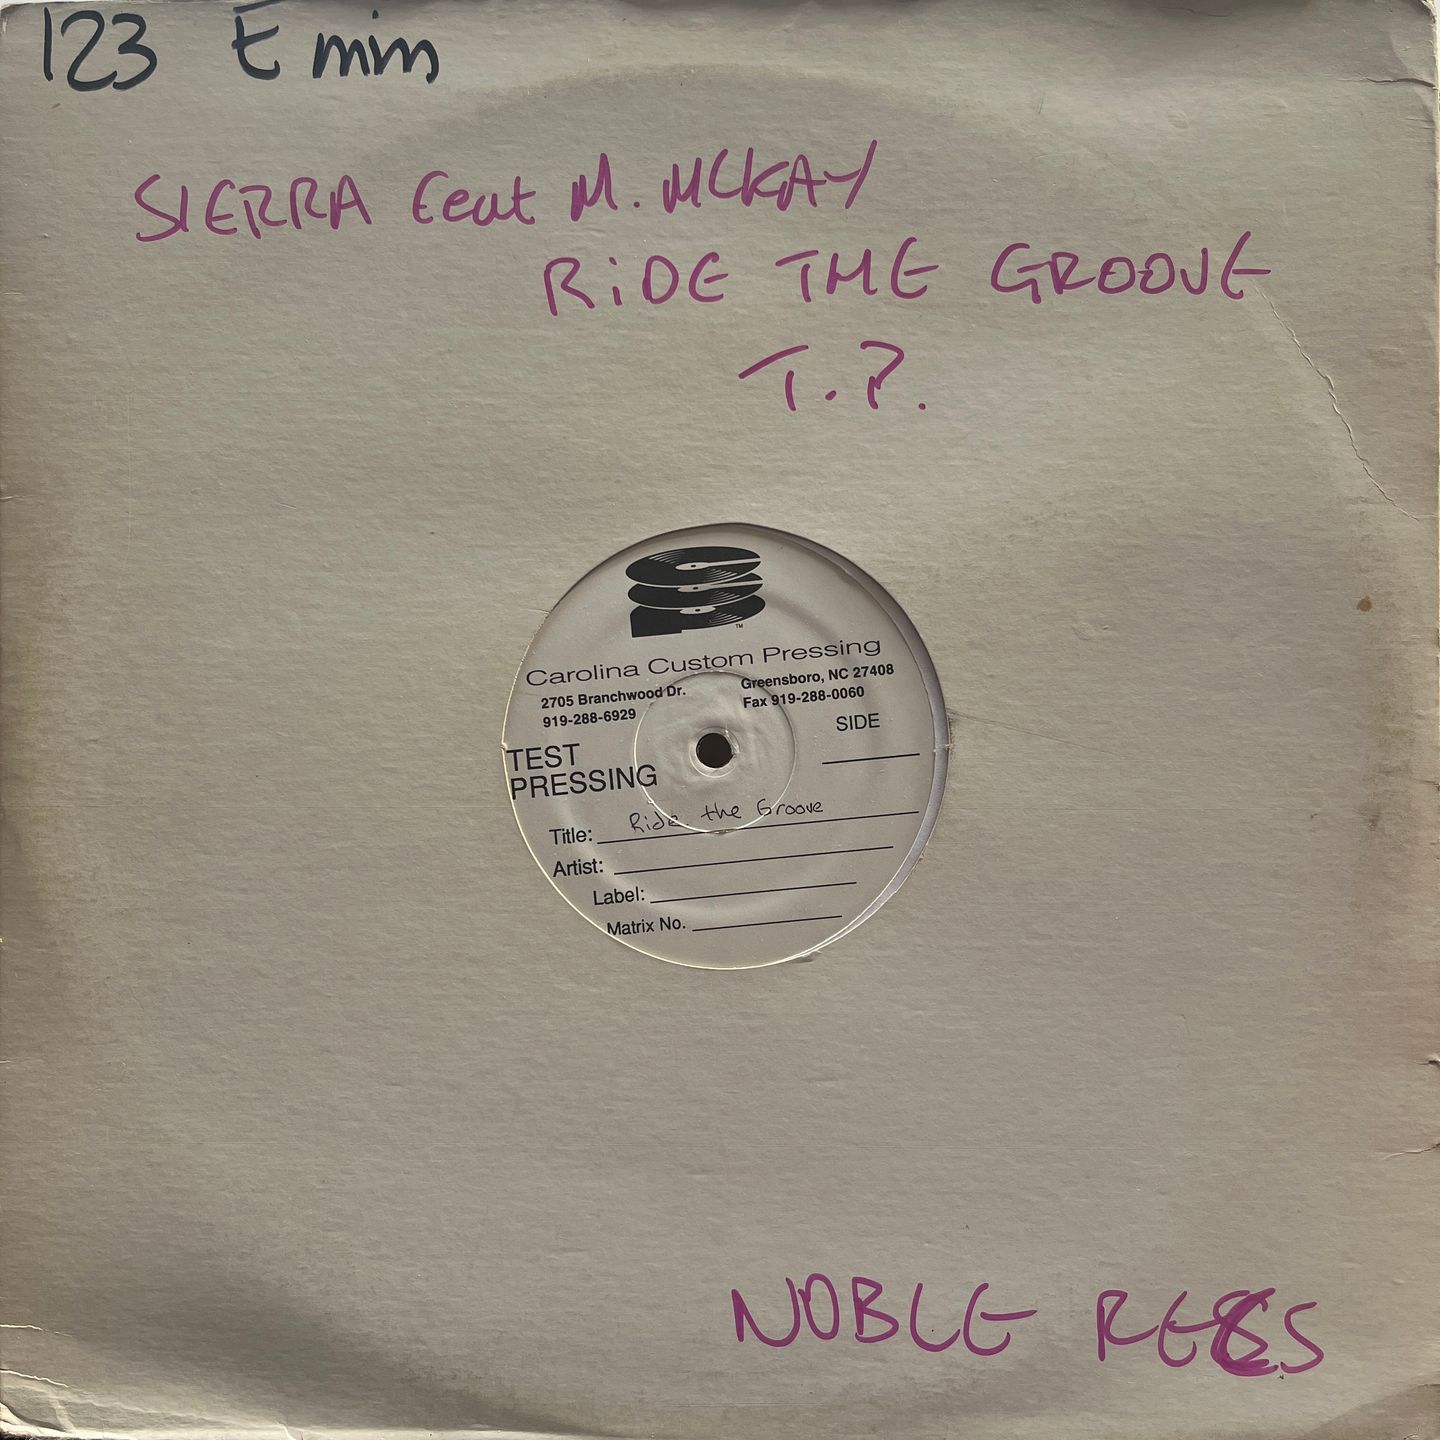 123 E min
SIERRA feat M. MCKAY
RiDE THE GROOVE
T.P.
TM
Carolina Custom Pressing
2705 Branchwood Dr. Greensboro, NC 27408
919-288-6929 Fax 919-288-0060
SIDE
TEST
PRESSING
Title: Ride the Groove
Artist:
Label:
Matrix No.
NOBLE RECS